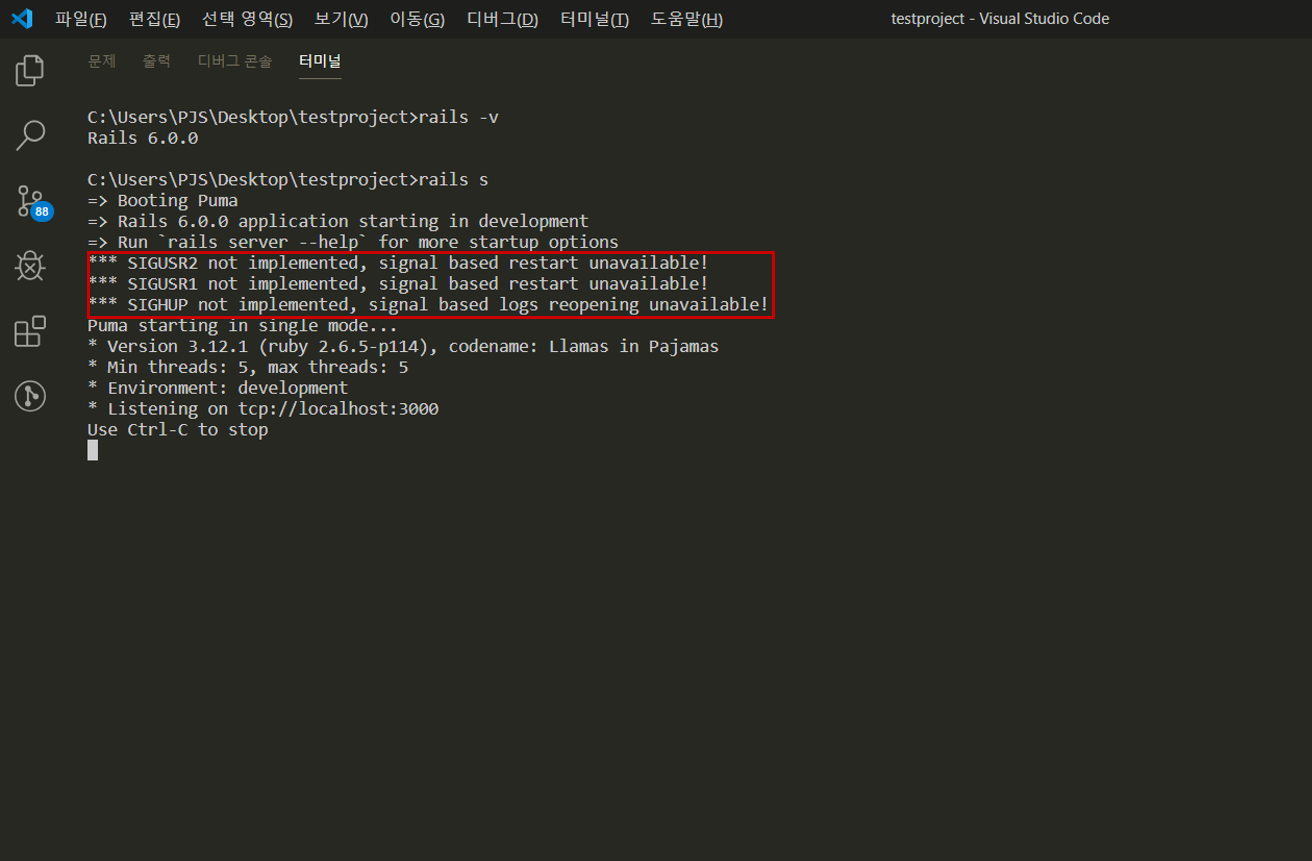 파일(F) 편집(E) 선택 영역(S) 보기(V) 이동(G) 디버그(D) 터미널(T) 도움말(H) testproject - Visual Studio Code
문제 출력 디버그 콘솔 터미널
C:\Users\PJS\Desktop\testproject>rails -v
Rails 6.0.0
C:\Users\PJS\Desktop\testproject>rails s
=> Booting Puma
=> Rails 6.0.0 application starting in development
=> Run `rails server --help` for more startup options
*** SIGUSR2 not implemented, signal based restart unavailable!
*** SIGUSR1 not implemented, signal based restart unavailable!
*** SIGHUP not implemented, signal based logs reopening unavailable!
Puma starting in single mode...
* Version 3.12.1 (ruby 2.6.5-p114), codename: Llamas in Pajamas
* Min threads: 5, max threads: 5
* Environment: development
* Listening on tcp://localhost:3000
Use Ctrl-C to stop
88